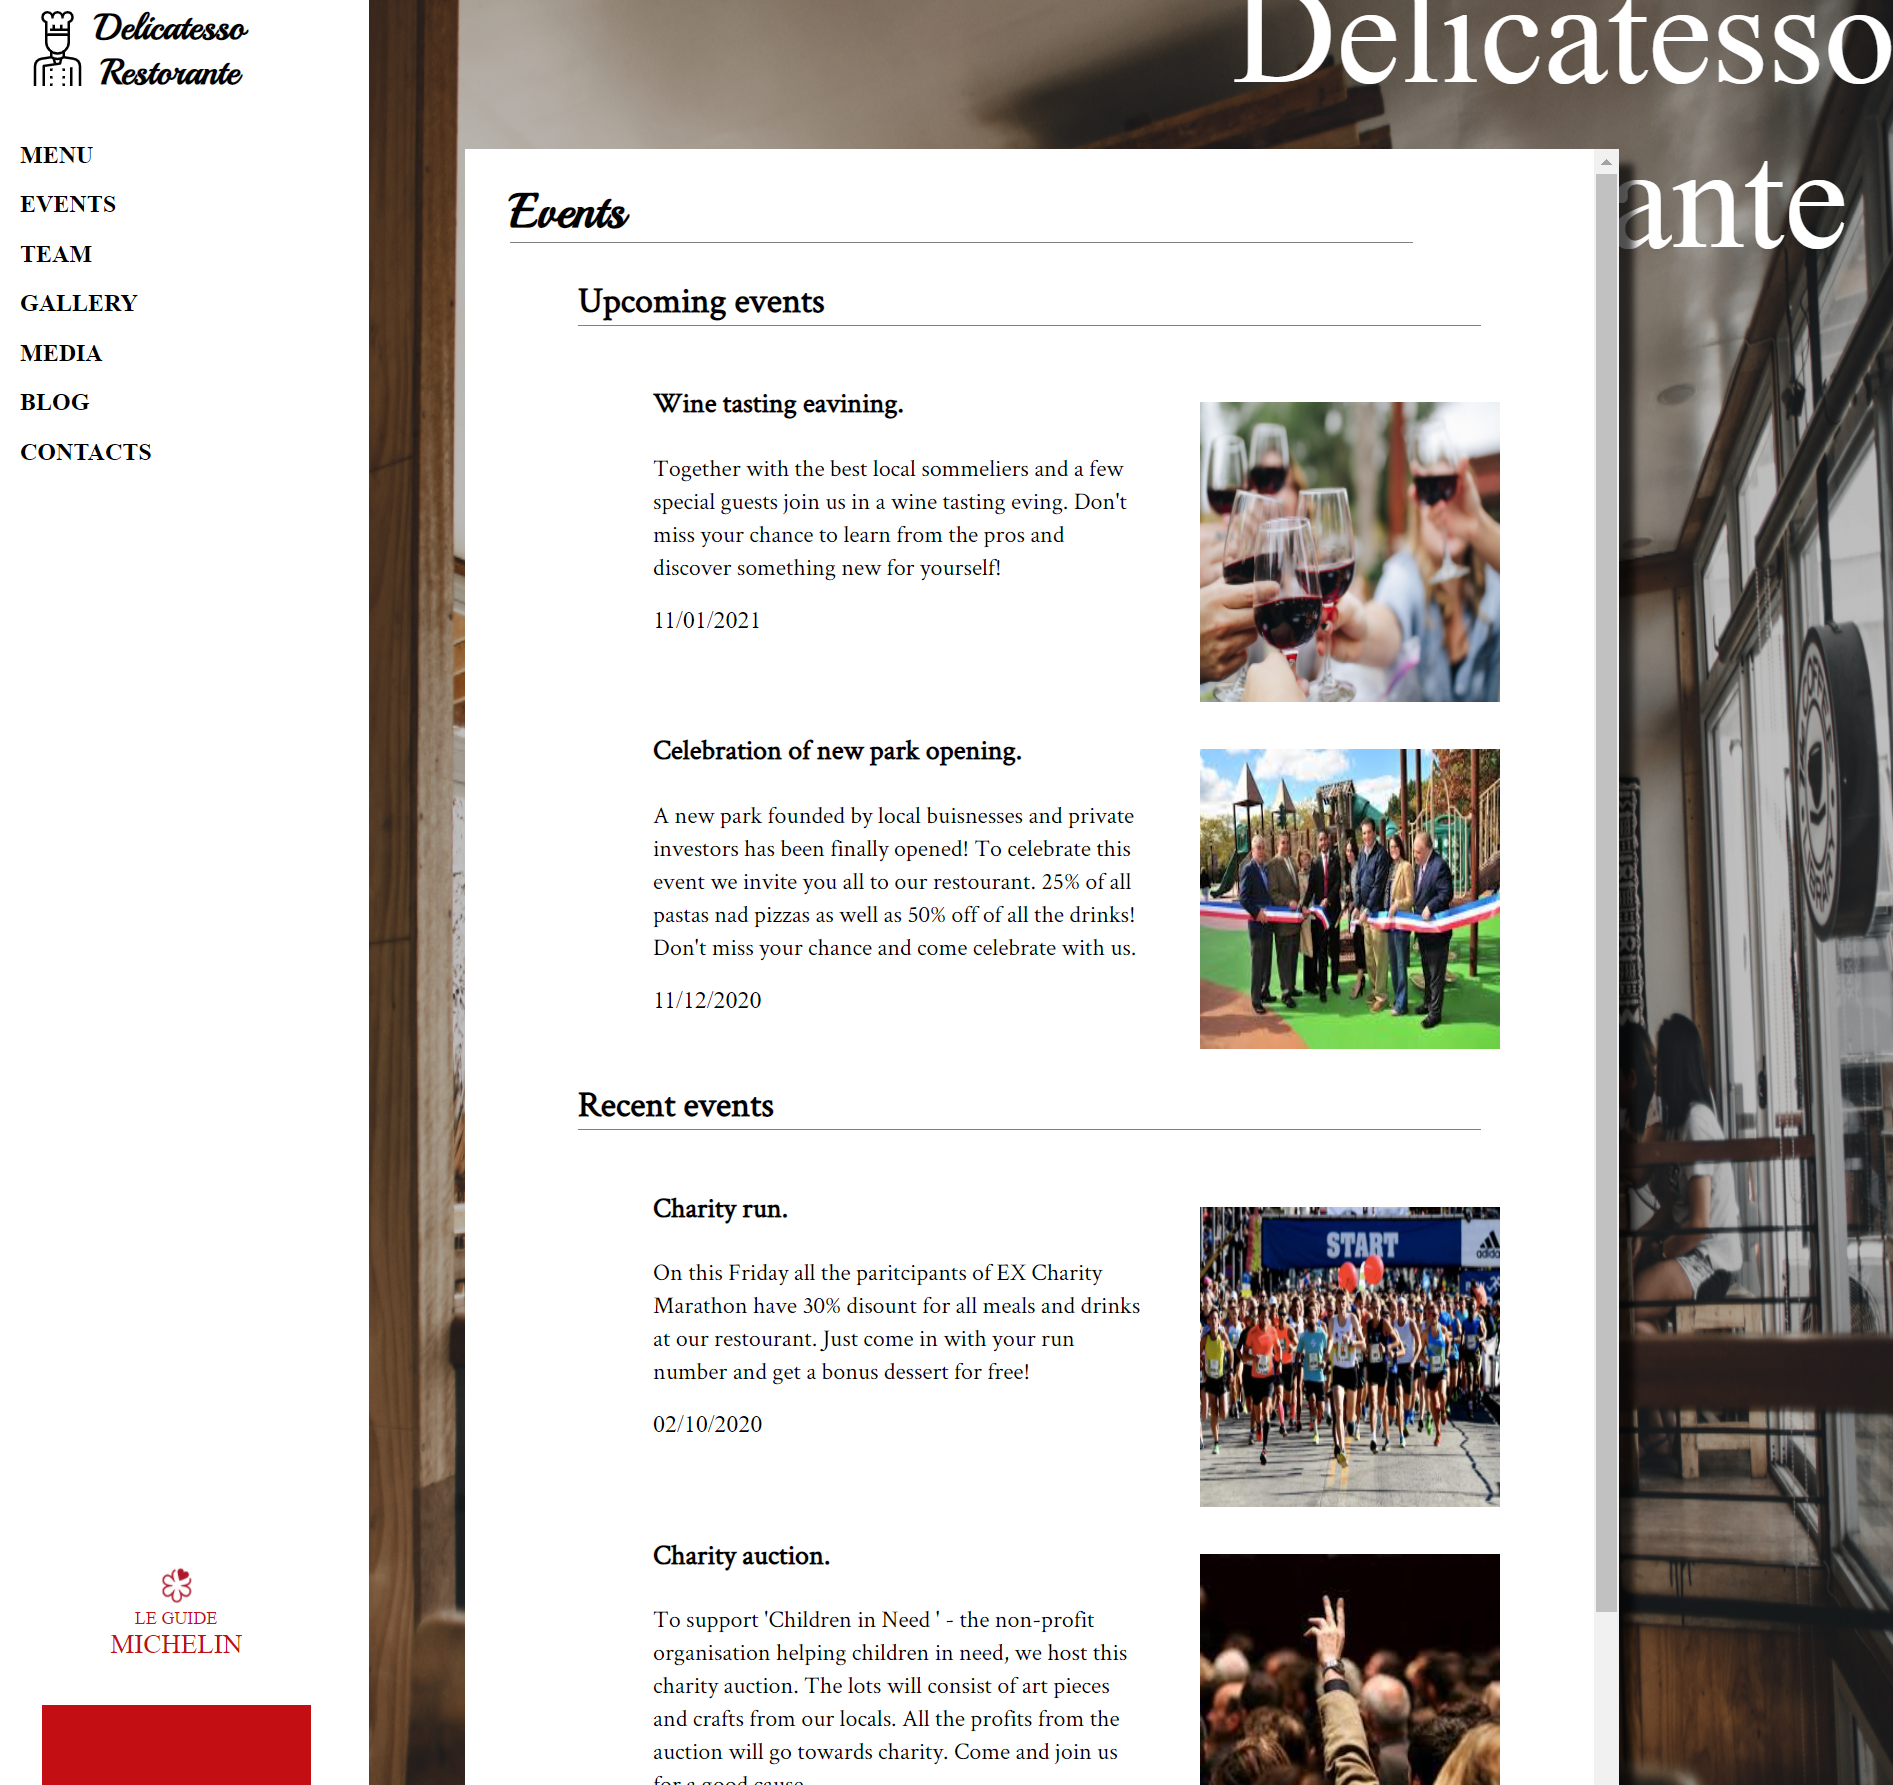 Delicatesso
Restorante
MENU
EVENTS
TEAM
GALLERY
MEDIA
BLOG
CONTACTS
LE GUIDE
MICHELIN
Delicatesso
ante
Events
Upcoming events
Wine tasting eavining.
Together with the best local sommeliers and a few
special guests join us in a wine tasting eving. Don't
miss your chance to learn from the pros and
discover something new for yourself!
11/01/2021
Celebration of new park opening.
A new park founded by local buisnesses and private
investors has been finally opened! To celebrate this
event we invite you all to our restourant. 25% of all
pastas nad pizzas as well as 50% off of all the drinks!
Don't miss your chance and come celebrate with us.
11/12/2020
Recent events
Charity run.
On this Friday all the paritcipants of EX Charity
Marathon have 30% disount for all meals and drinks
at our restourant. Just come in with your run
number and get a bonus dessert for free!
02/10/2020
START
adida
Charity auction.
To support 'Children in Need ' - the non-profit
organisation helping children in need, we host this
charity auction. The lots will consist of art pieces
and crafts from our locals. All the profits from the
auction will go towards charity. Come and join us
for a good cause